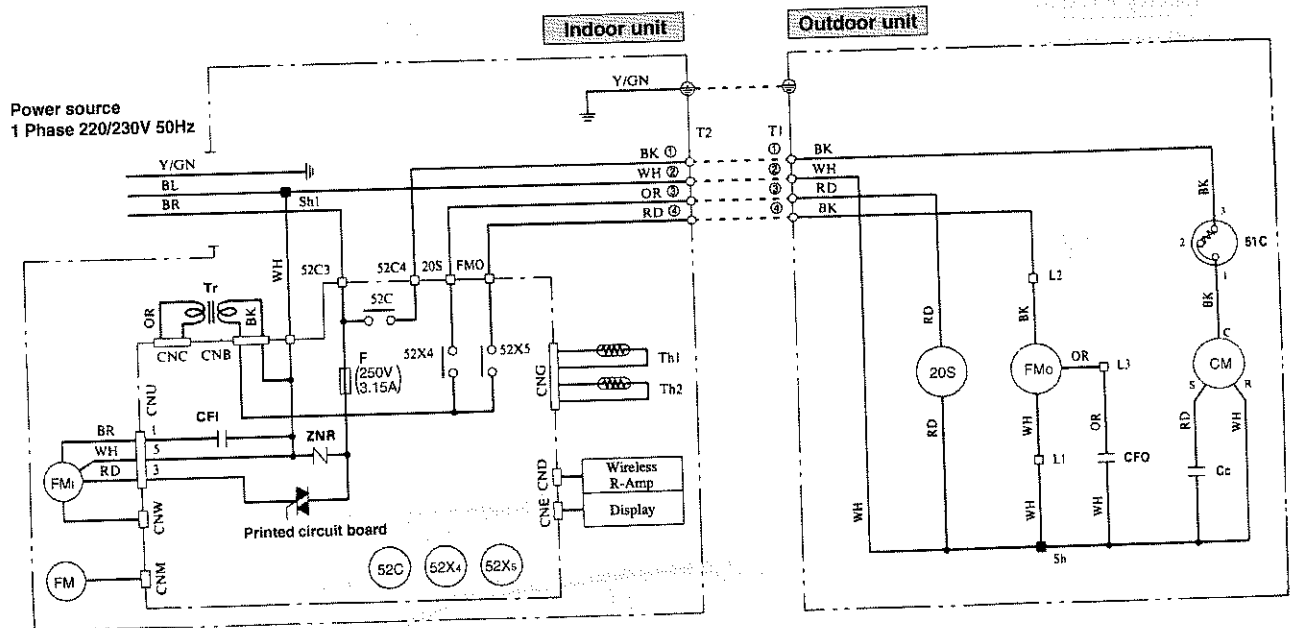 Indoor unit
Outdoor unit
Power source
1 Phase 220/230V 50Hz
Y/GN
T2
T1
Y/GN
BL
BR
Sh1
BK ①
WH ②
OR ③
RD ④
①
②
③
④
BK
WH
RD
BK
BK
3
2
51C
1
BK
WH
52C3
52C4
20S
FMO
Tr
OR
BK
52C
CNC
CNB
F
(250V
3.15A)
52X4
52X5
CNG
Th1
Th2
L2
RD
BK
C
CNU
CFI
BR
1
WH
5
RD
3
ZNR
FMI
CNW
CND
Wireless
R-Amp
CNE
Display
Printed circuit board
CNM
FM
52C
52X4
52X5
20S
FMO
OR
L3
CM
S
R
RD
WH
L1
OR
CFO
RD
WH
Cc
WH
WH
WH
Sh